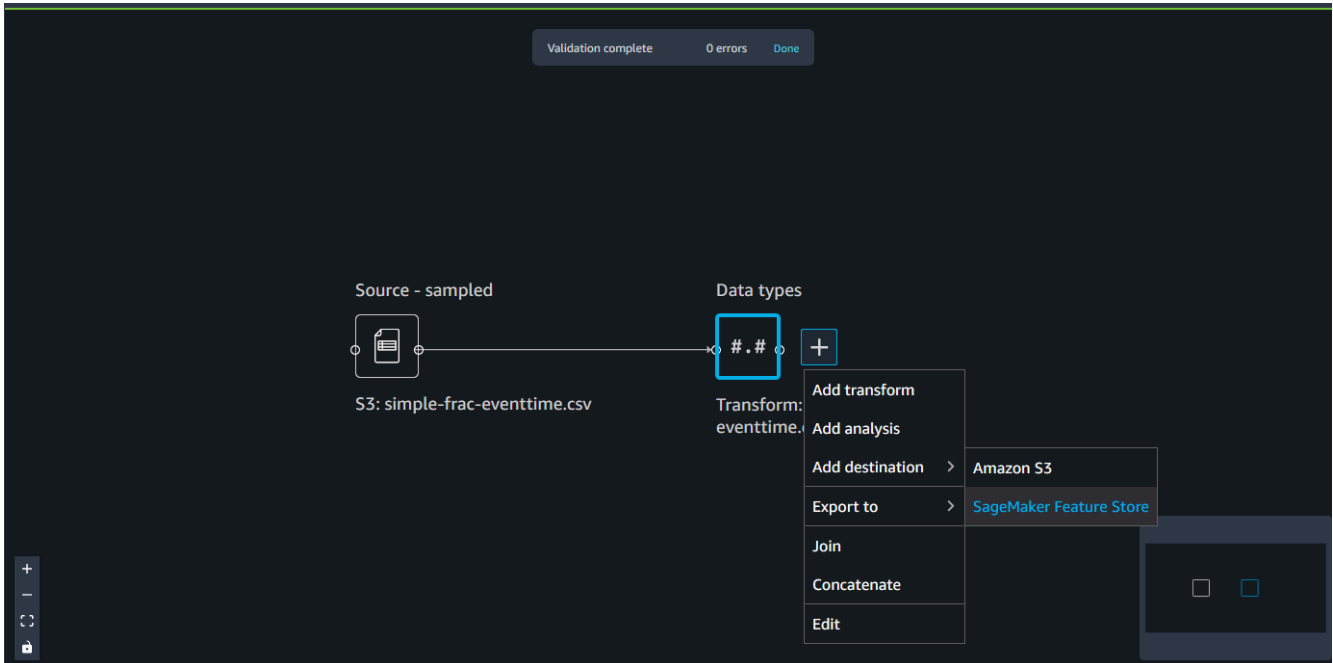 Validation complete 0 errors Done
Source - sampled
Data types
#.#
+
S3: simple-frac-eventtime.csv
Transform:
eventtime.
Add transform
Add analysis
Add destination >
Amazon S3
Export to >
SageMaker Feature Store
Join
Concatenate
Edit
+
−